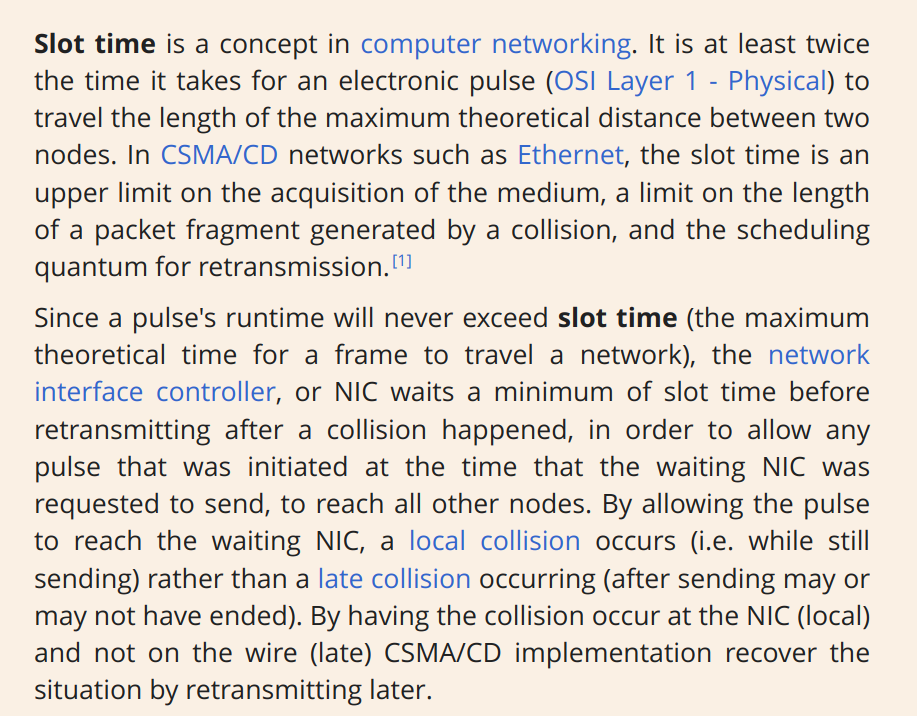 Slot time is a concept in computer networking. It is at least twice
the time it takes for an electronic pulse (OSI Layer 1 - Physical) to
travel the length of the maximum theoretical distance between two
nodes. In CSMA/CD networks such as Ethernet, the slot time is an
upper limit on the acquisition of the medium, a limit on the length
of a packet fragment generated by a collision, and the scheduling
quantum for retransmission.[1]
Since a pulse's runtime will never exceed slot time (the maximum
theoretical time for a frame to travel a network), the network
interface controller, or NIC waits a minimum of slot time before
retransmitting after a collision happened, in order to allow any
pulse that was initiated at the time that the waiting NIC was
requested to send, to reach all other nodes. By allowing the pulse
to reach the waiting NIC, a local collision occurs (i.e. while still
sending) rather than a late collision occurring (after sending may or
may not have ended). By having the collision occur at the NIC (local)
and not on the wire (late) CSMA/CD implementation recover the
situation by retransmitting later.